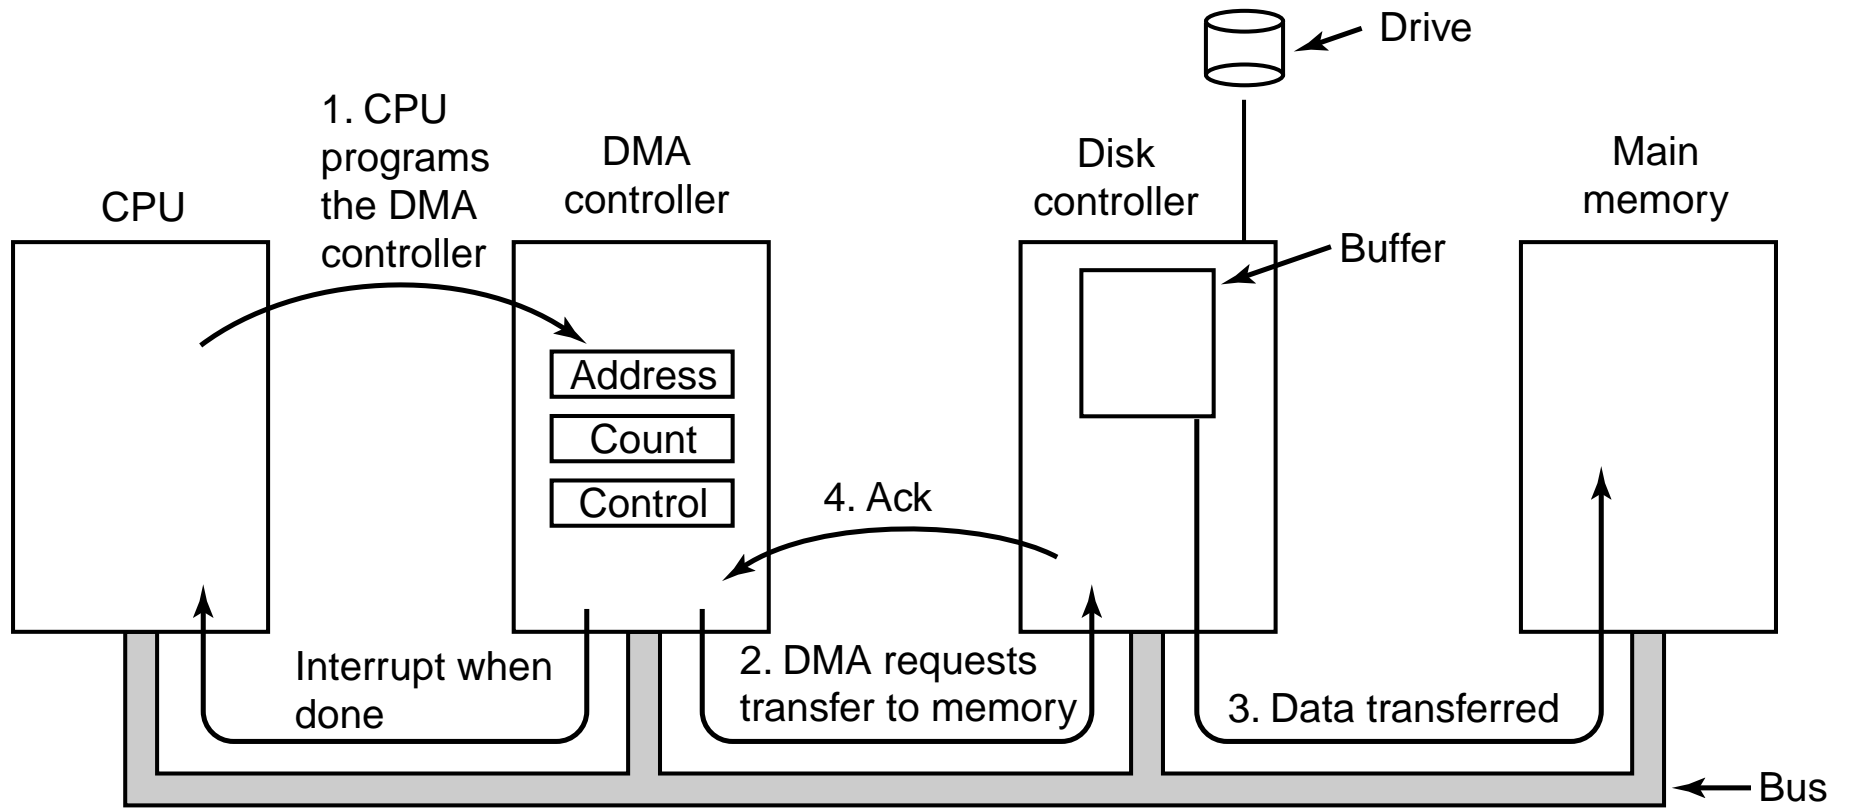 Drive
1. CPU
programs
the DMA
controller
CPU
DMA
controller
Disk
controller
Main
memory
Buffer
Address
Count
Control
4. Ack
Interrupt when
done
2. DMA requests
transfer to memory
3. Data transferred
Bus